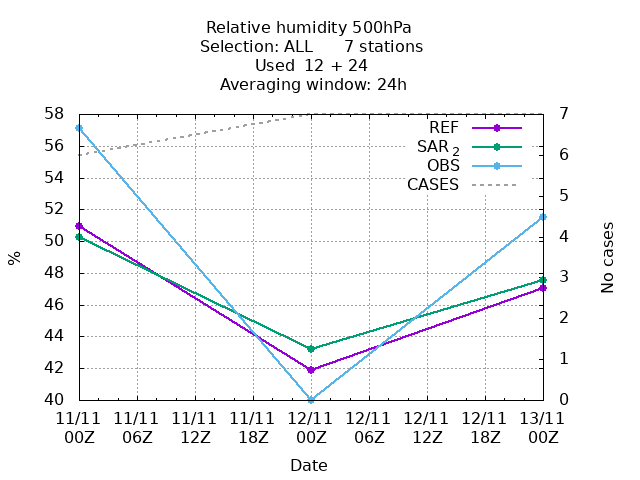 Relative humidity 500hPa
Selection: ALL      7 stations
Used  12 + 24
Averaging window: 24h
58
56
54
52
50
48
46
44
42
40
%
7
6
5
4
3
2
1
0
No cases
REF
SAR 2
OBS
CASES
11/11 11/11 11/11 11/11 12/11 12/11 12/11 12/11 13/11
00Z 06Z 12Z 18Z 00Z 06Z 12Z 18Z 00Z
Date